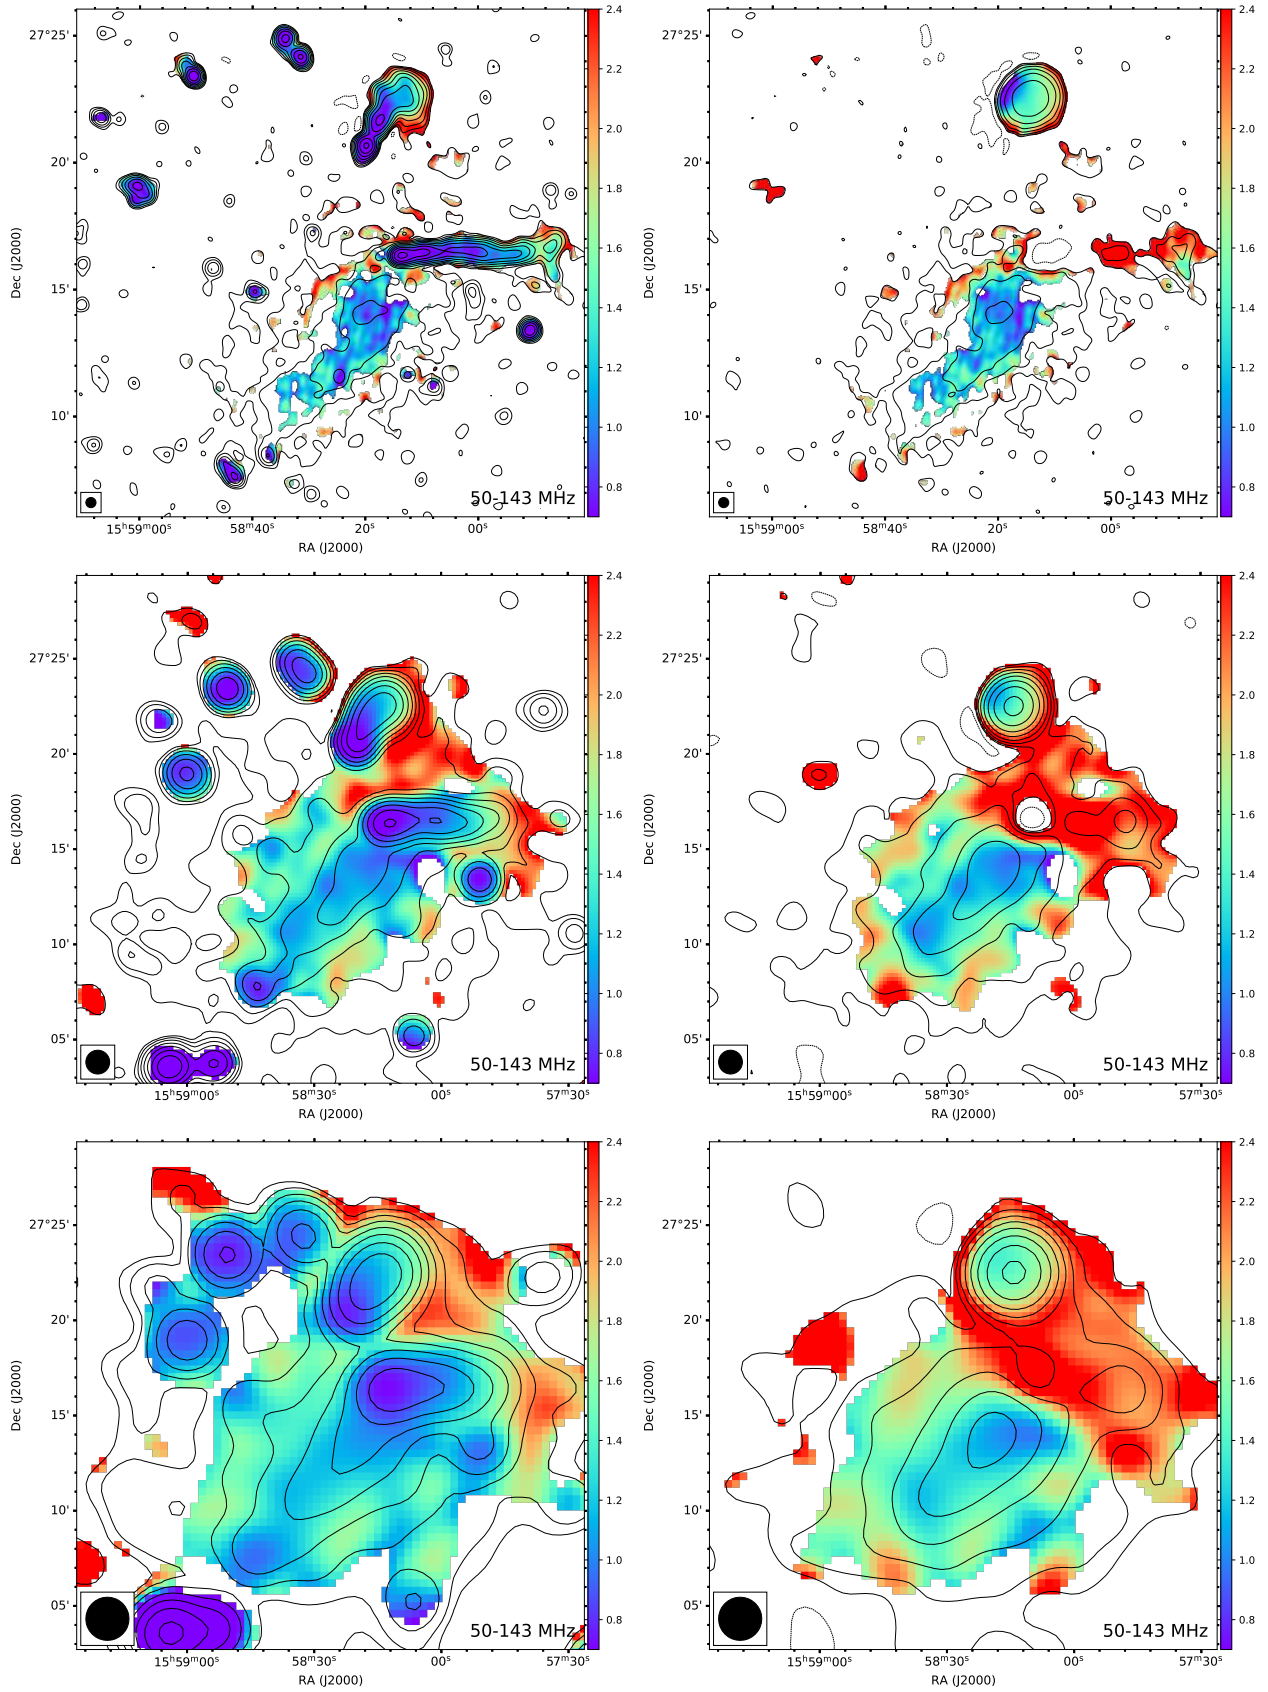 27°25' 20' 15' 10'
Dec (J2000)
50-143 MHz
15ʰ59ᵐ00ˢ 58ᵐ40ˢ 20ˢ 00ˢ
RA (J2000)
2.4 2.2 2.0 1.8 1.6 1.4 1.2 1.0 0.8
27°25' 20' 15' 10'
Dec (J2000)
50-143 MHz
15ʰ59ᵐ00ˢ 58ᵐ40ˢ 20ˢ 00ˢ
RA (J2000)
2.4 2.2 2.0 1.8 1.6 1.4 1.2 1.0 0.8
27°25' 20' 15' 10' 05'
Dec (J2000)
50-143 MHz
15ʰ59ᵐ00ˢ 58ᵐ30ˢ 00ˢ 57ᵐ30ˢ
RA (J2000)
2.4 2.2 2.0 1.8 1.6 1.4 1.2 1.0 0.8
27°25' 20' 15' 10' 05'
Dec (J2000)
50-143 MHz
15ʰ59ᵐ00ˢ 58ᵐ30ˢ 00ˢ 57ᵐ30ˢ
RA (J2000)
2.4 2.2 2.0 1.8 1.6 1.4 1.2 1.0 0.8
27°25' 20' 15' 10' 05'
Dec (J2000)
50-143 MHz
15ʰ59ᵐ00ˢ 58ᵐ30ˢ 00ˢ 57ᵐ30ˢ
RA (J2000)
2.4 2.2 2.0 1.8 1.6 1.4 1.2 1.0 0.8
27°25' 20' 15' 10' 05'
Dec (J2000)
50-143 MHz
15ʰ59ᵐ00ˢ 58ᵐ30ˢ 00ˢ 57ᵐ30ˢ
RA (J2000)
2.4 2.2 2.0 1.8 1.6 1.4 1.2 1.0 0.8